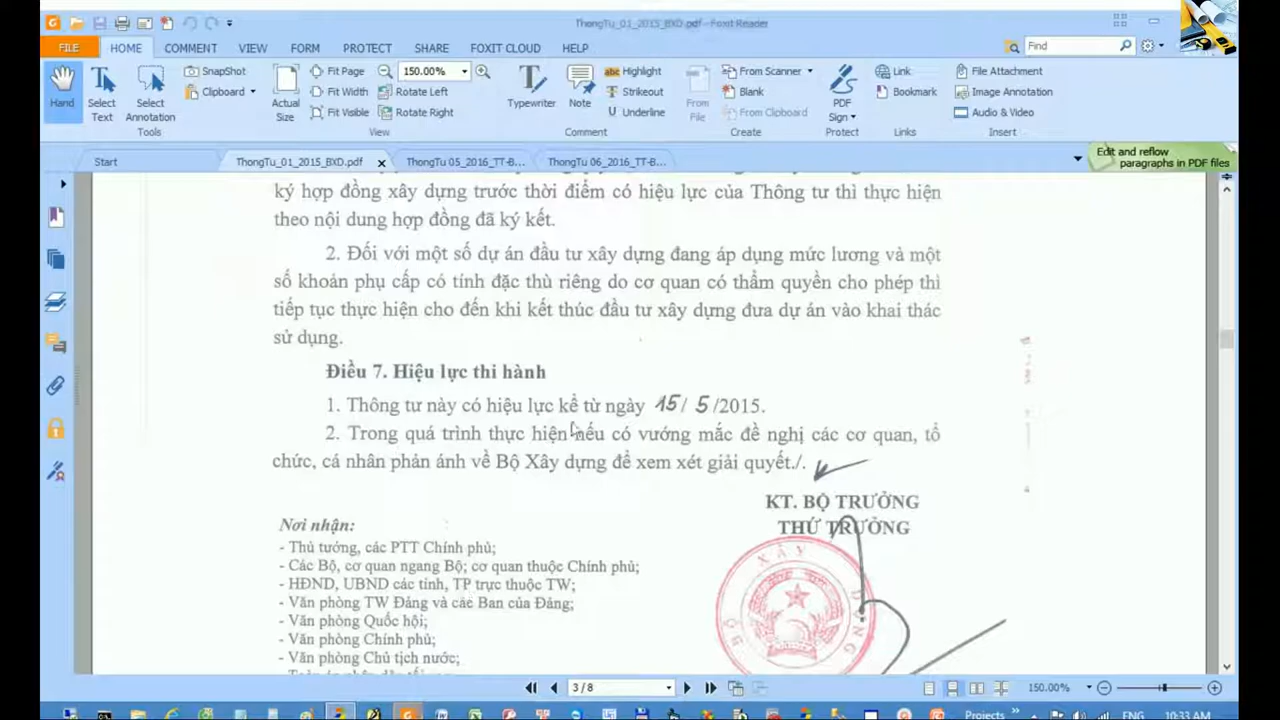 ThongTu_01_2015_BXD.pdf - Foxit Reader
FILE HOME COMMENT VIEW FORM PROTECT SHARE FOXIT CLOUD HELP Find
Hand
Select Text
Select Annotation
SnapShot
Clipboard
Tools
Actual Size
Fit Page
Fit Width
Fit Visible
150.00%
Rotate Left
Rotate Right
View
Typewriter
Note
Highlight
Strikeout
Underline
Comment
From File
From Scanner
Blank
From Clipboard
Create
PDF Sign
Protect
Link
Bookmark
Links
File Attachment
Image Annotation
Audio & Video
Insert
Start ThongTu_01_2015_BXD.pdf ThongTu 05_2016_TT-B... ThongTu 06_2016_TT-B...
Edit and reflow
paragraphs in PDF files
ký hợp đồng xây dựng trước thời điểm có hiệu lực của Thông tư thì thực hiện
theo nội dung hợp đồng đã ký kết.
2. Đối với một số dự án đầu tư xây dựng đang áp dụng mức lương và một
số khoản phụ cấp có tính đặc thù riêng do cơ quan có thẩm quyền cho phép thì
tiếp tục thực hiện cho đến khi kết thúc đầu tư xây dựng đưa dự án vào khai thác
sử dụng.
Điều 7. Hiệu lực thi hành
1. Thông tư này có hiệu lực kể từ ngày 15/ 5 /2015.
2. Trong quá trình thực hiện nếu có vướng mắc đề nghị các cơ quan, tổ
chức, cá nhân phản ánh về Bộ Xây dựng để xem xét giải quyết./.
KT. BỘ TRƯỞNG
THỨ TRƯỞNG
BỘ XÂY DỰNG
Nơi nhận:
- Thủ tướng, các PTT Chính phủ;
- Các Bộ, cơ quan ngang Bộ; cơ quan thuộc Chính phủ;
- HĐND, UBND các tỉnh, TP trực thuộc TW;
- Văn phòng TW Đảng và các Ban của Đảng;
- Văn phòng Quốc hội;
- Văn phòng Chính phủ;
- Văn phòng Chủ tịch nước;
3 / 8
150.00%
Projects
ENG
10:33 AM